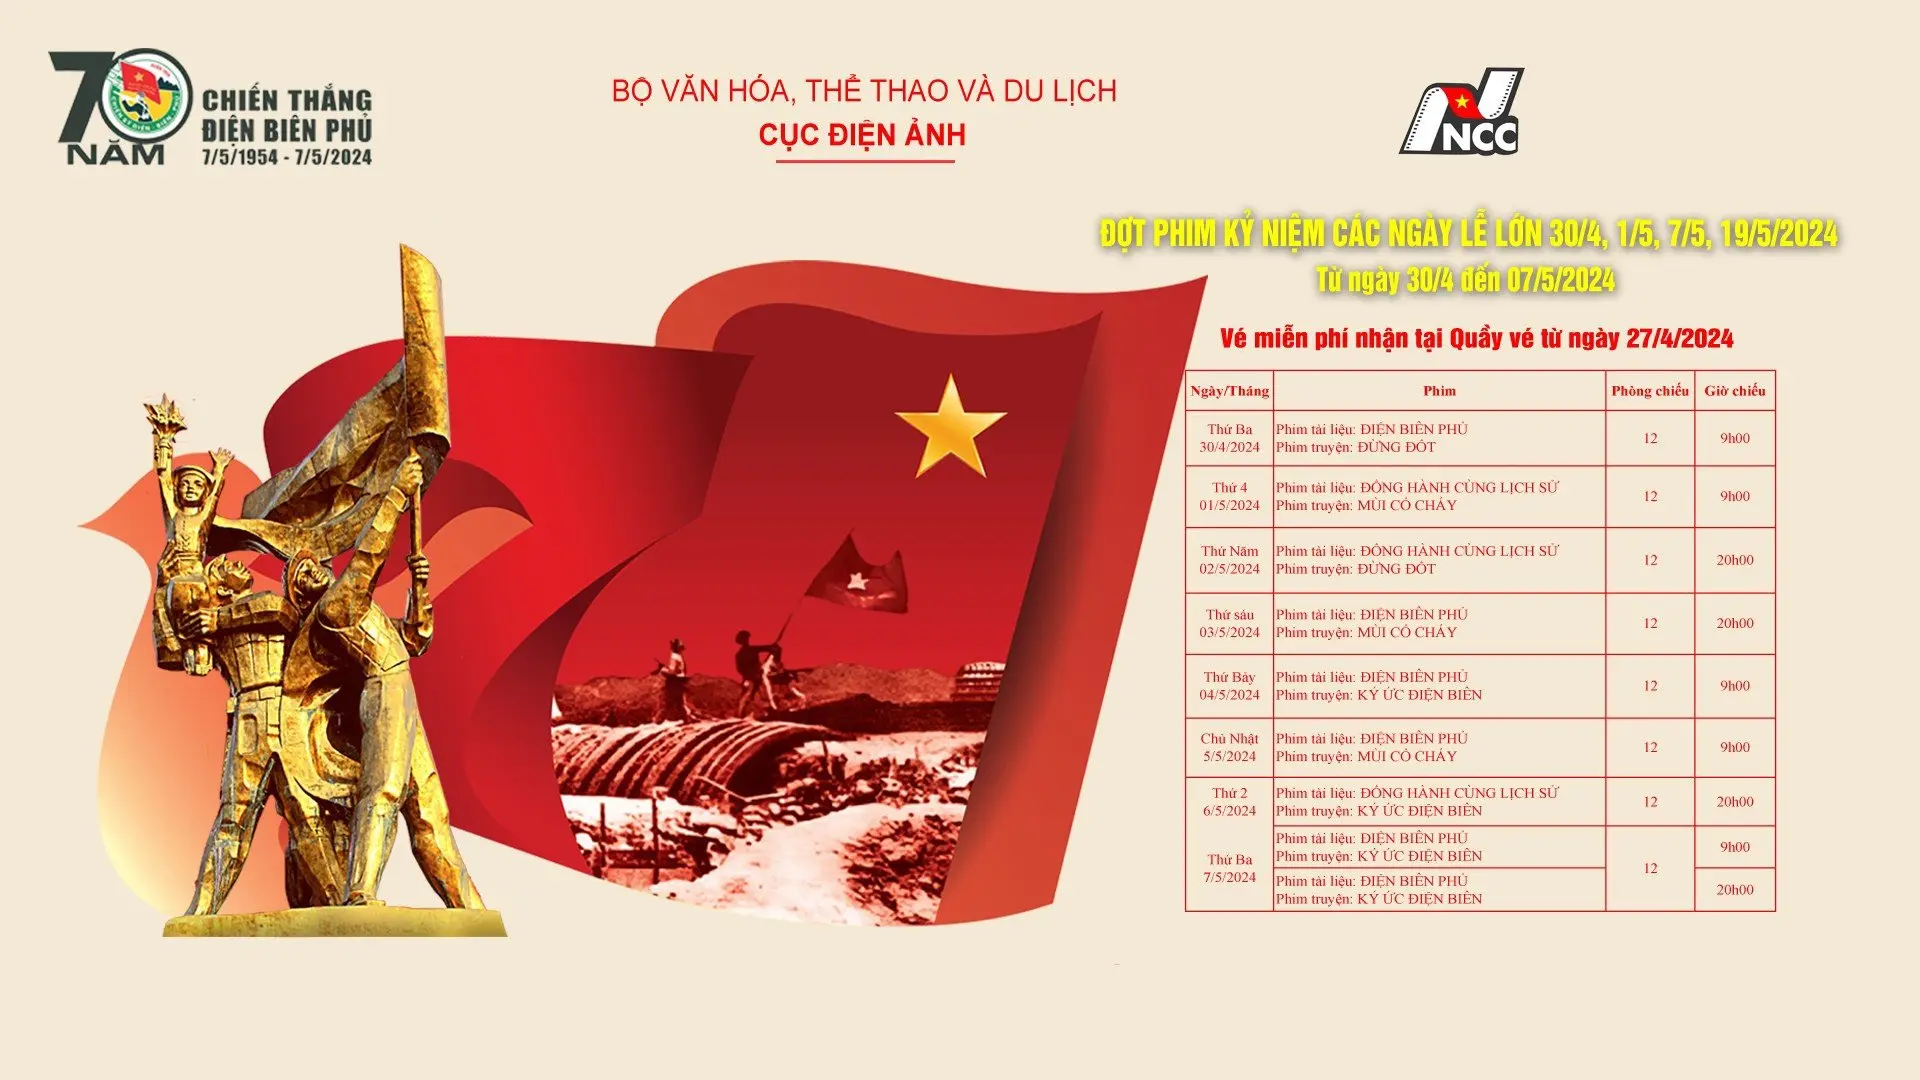 70 NĂM
CHIẾN THẮNG
ĐIỆN BIÊN PHỦ
7/5/1954 - 7/5/2024
BỘ VĂN HÓA, THỂ THAO VÀ DU LỊCH
CỤC ĐIỆN ẢNH
NCC
ĐỢT PHIM KỶ NIỆM CÁC NGÀY LỄ LỚN 30/4, 1/5, 7/5, 19/5/2024
Từ ngày 30/4 đến 07/5/2024
Vé miễn phí nhận tại Quầy vé từ ngày 27/4/2024
Ngày/Tháng Phim Phòng chiếu Giờ chiếu
Thứ Ba Phim tài liệu: ĐIỆN BIÊN PHỦ
30/4/2024 Phim truyện: ĐỪNG ĐỐT 12 9h00
Thứ 4 Phim tài liệu: ĐỒNG HÀNH CÙNG LỊCH SỬ
01/5/2024 Phim truyện: MÙI CỎ CHÁY 12 9h00
Thứ Năm Phim tài liệu: ĐỒNG HÀNH CÙNG LỊCH SỬ
02/5/2024 Phim truyện: ĐỪNG ĐỐT 12 20h00
Thứ sáu Phim tài liệu: ĐIỆN BIÊN PHỦ
03/5/2024 Phim truyện: MÙI CỎ CHÁY 12 20h00
Thứ Bảy Phim tài liệu: ĐIỆN BIÊN PHỦ
04/5/2024 Phim truyện: KÝ ỨC ĐIỆN BIÊN 12 9h00
Chủ Nhật Phim tài liệu: ĐIỆN BIÊN PHỦ
5/5/2024 Phim truyện: MÙI CỎ CHÁY 12 9h00
Thứ 2 Phim tài liệu: ĐỒNG HÀNH CÙNG LỊCH SỬ
6/5/2024 Phim truyện: KÝ ỨC ĐIỆN BIÊN 12 20h00
Phim tài liệu: ĐIỆN BIÊN PHỦ
Thứ Ba Phim truyện: KÝ ỨC ĐIỆN BIÊN 12 9h00
7/5/2024 Phim tài liệu: ĐIỆN BIÊN PHỦ
Phim truyện: KÝ ỨC ĐIỆN BIÊN 20h00